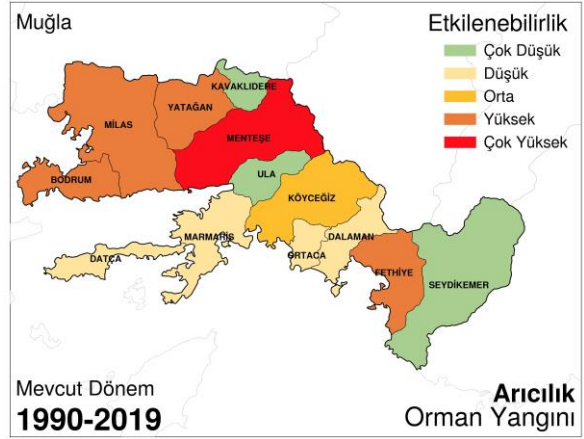 Muğla
Etkilenebilirlik
Çok Düşük
Düşük
Orta
Yüksek
Çok Yüksek
KAVAKLIDERE
YATAĞAN
MİLAS
MENTEŞE
BODRUM
ULA
KÖYCEĞİZ
MARMARİS
DALAMAN
DATÇA
ORTACA
FETHİYE
SEYDİKEMER
Mevcut Dönem
1990-2019
Arıcılık
Orman Yangını